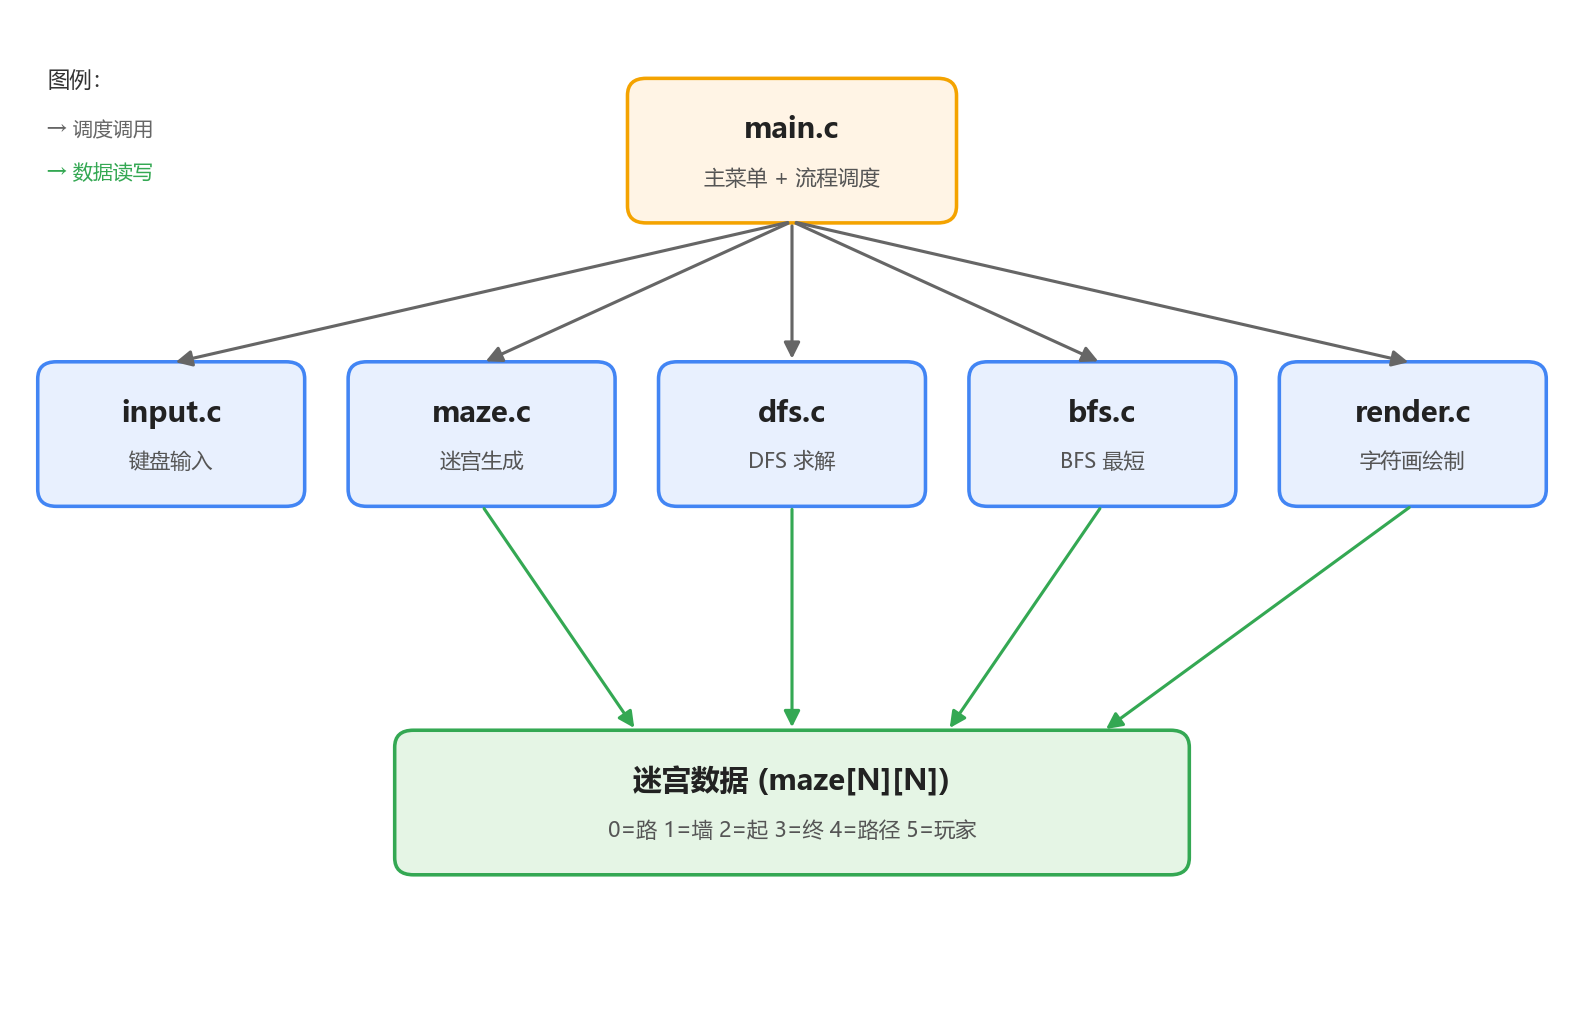 图例：
→ 调度调用
→ 数据读写
main.c
主菜单 + 流程调度
input.c
键盘输入
maze.c
迷宫生成
dfs.c
DFS 求解
bfs.c
BFS 最短
render.c
字符画绘制
迷宫数据 (maze[N][N])
0=路 1=墙 2=起 3=终 4=路径 5=玩家